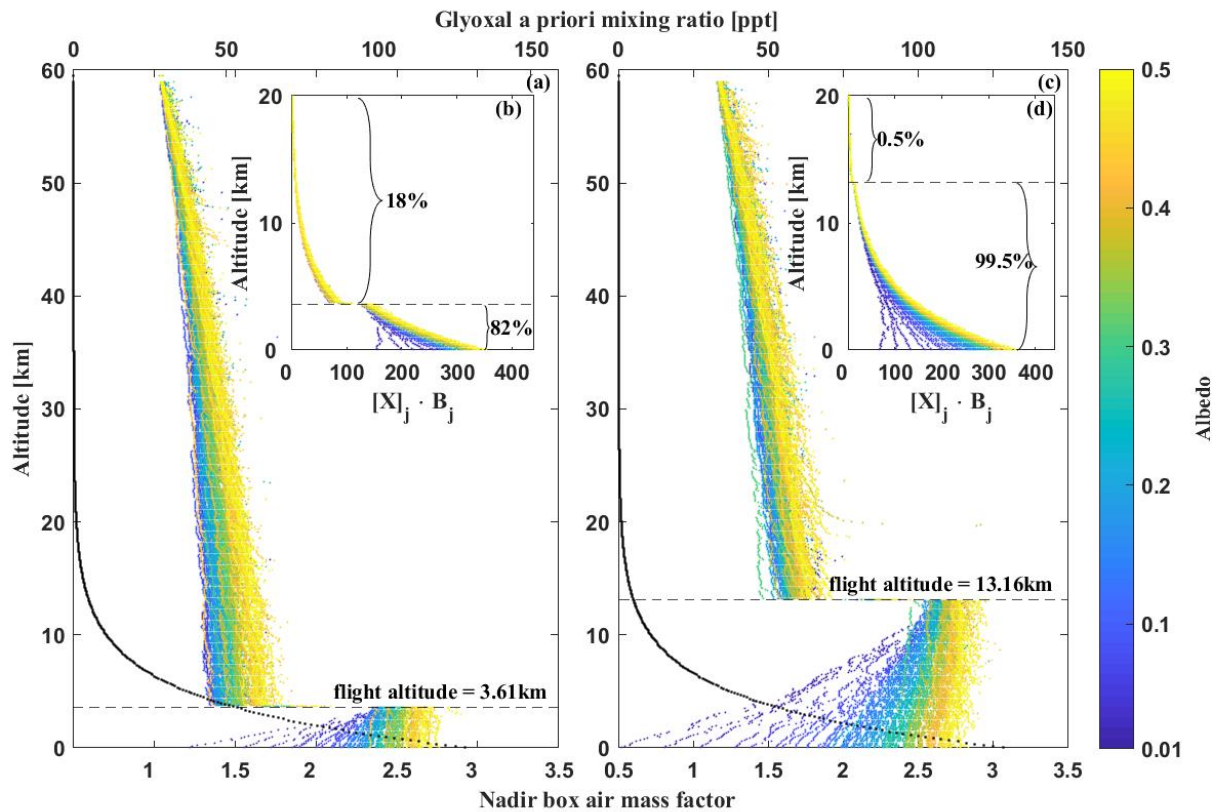 Glyoxal a priori mixing ratio [ppt]
0 50 100 150 0 50 100 150
60 (a) 60 (c) 0.5
20 (b) 20 (d)
18% 0.5%
Altitude [km] 10 Altitude [km] 10
99.5%
82%
0 0
0 100 200 300 400 0 100 200 300 400
[X]j · Bj [X]j · Bj
50 50
0.4
40 40
0.3
Altitude [km] 30 30 Albedo
0.2
20 20
flight altitude = 13.16km
10 10 0.1
flight altitude = 3.61km
0 0 0.01
1 1.5 2 2.5 3 3.5 0.5 1 1.5 2 2.5 3 3.5
Nadir box air mass factor